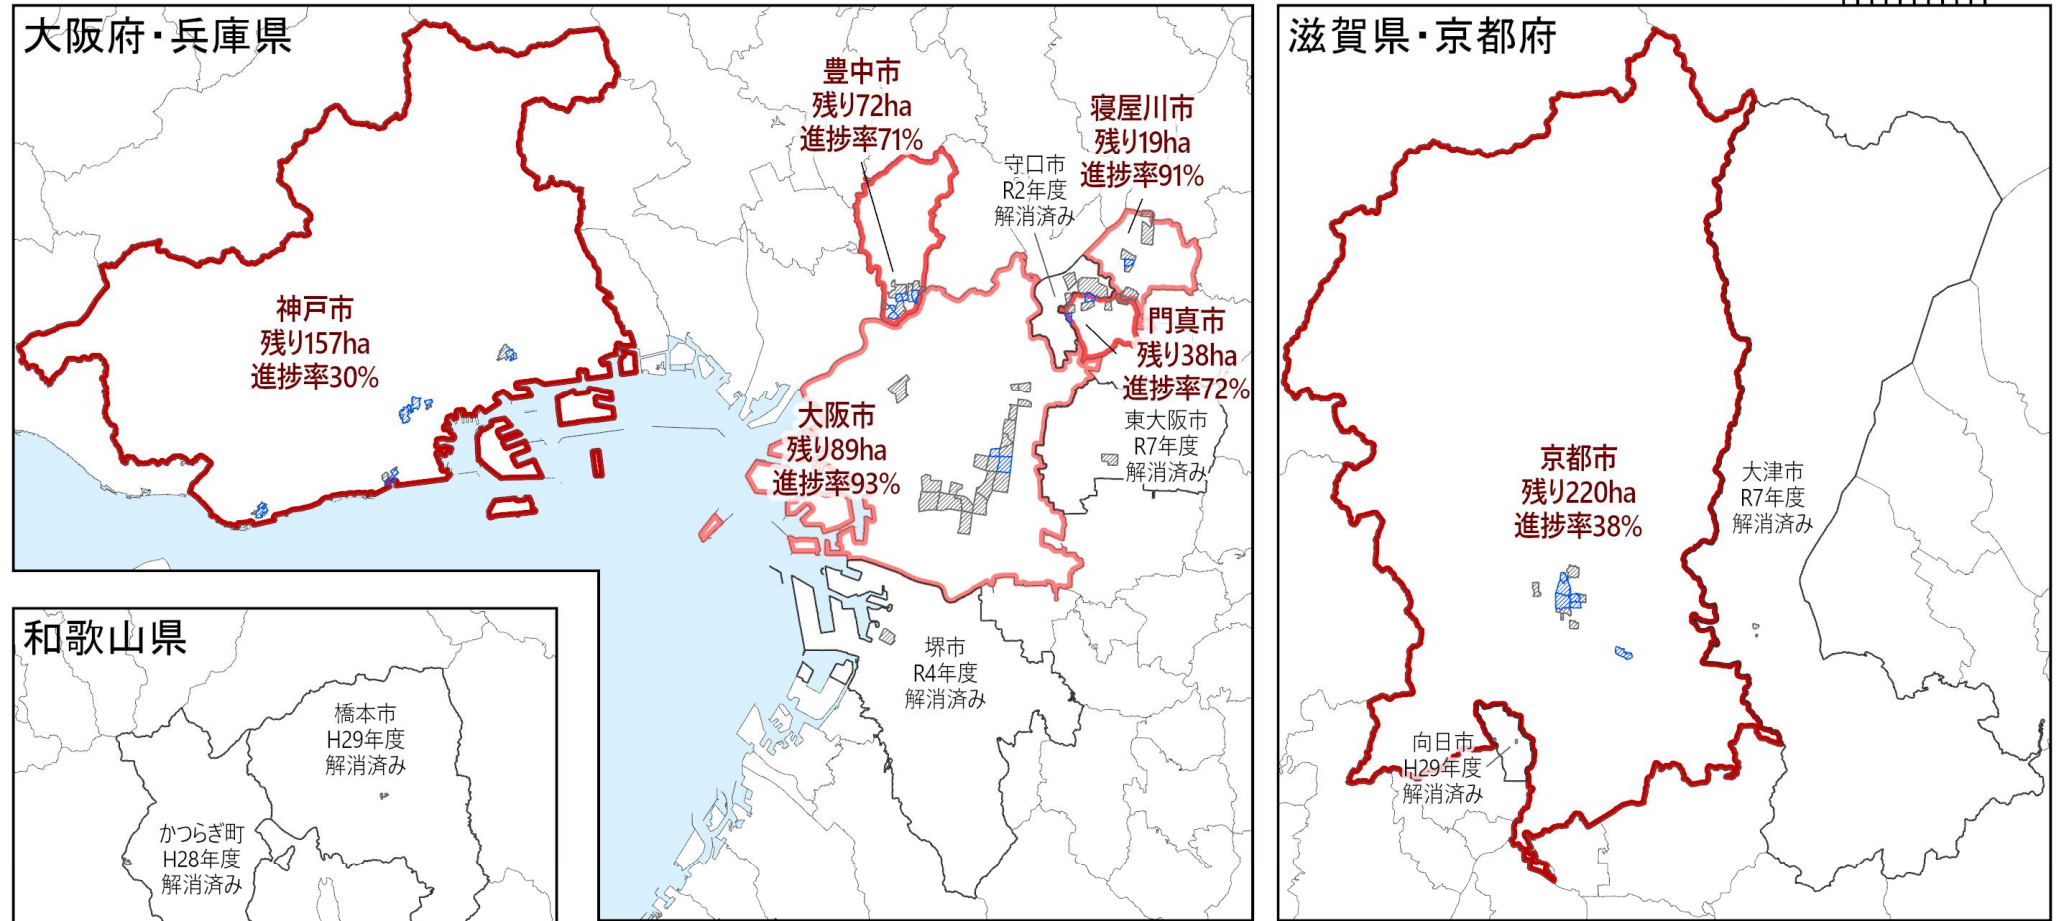 大阪府・兵庫県
豊中市
残り72ha
進捗率71%
寝屋川市
残り19ha
進捗率91%
守口市
R2年度
解消済み
神戸市
残り157ha
進捗率30%
門真市
残り38ha
進捗率72%
大阪市
残り89ha
進捗率93%
東大阪市
R7年度
解消済み
堺市
R4年度
解消済み
和歌山県
橋本市
H29年度
解消済み
かつらぎ町
H28年度
解消済み
滋賀県・京都府
京都市
残り220ha
進捗率38%
大津市
R7年度
解消済み
向日市
H29年度
解消済み